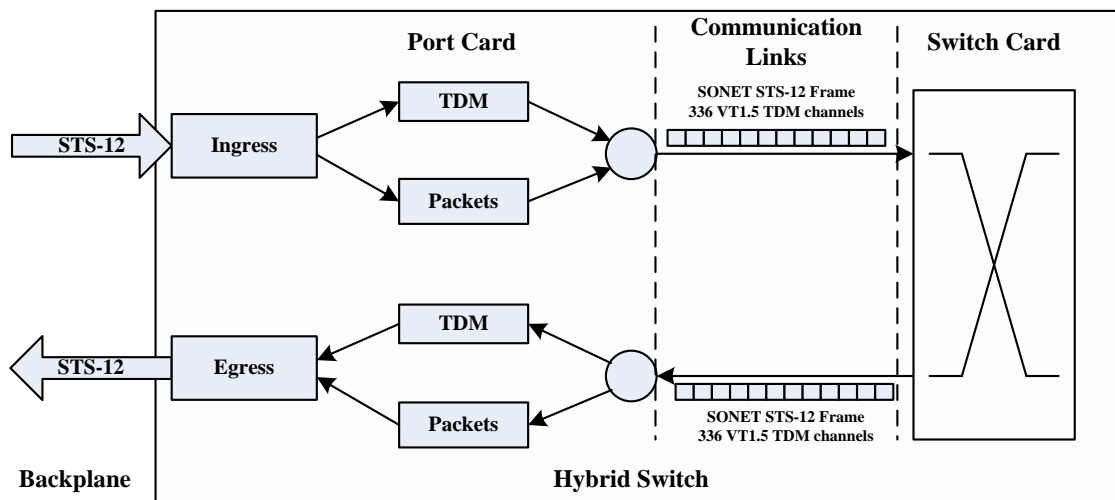 Port Card
Communication
Links
Switch Card
SONET STS-12 Frame
336 VT1.5 TDM channels
TDM
STS-12
Ingress
Packets
TDM
STS-12
Egress
Packets
SONET STS-12 Frame
336 VT1.5 TDM channels
Backplane
Hybrid Switch